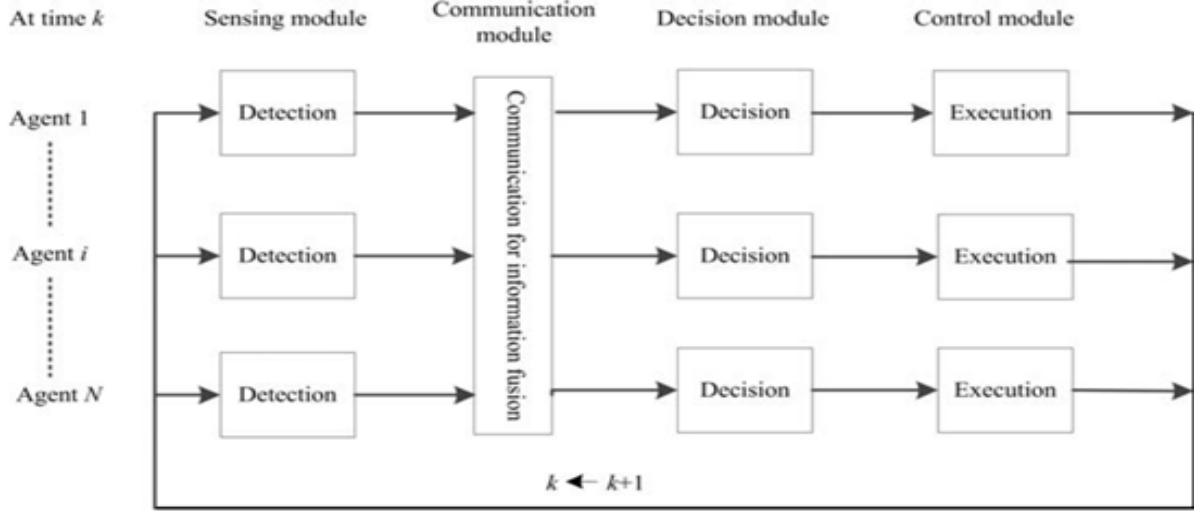 At time k
Sensing module
Communication
module
Decision module
Control module
Agent 1
Detection
Communication for information fusion
Decision
Execution
Agent i
Detection
Decision
Execution
Agent N
Detection
Decision
Execution
k ← k+1